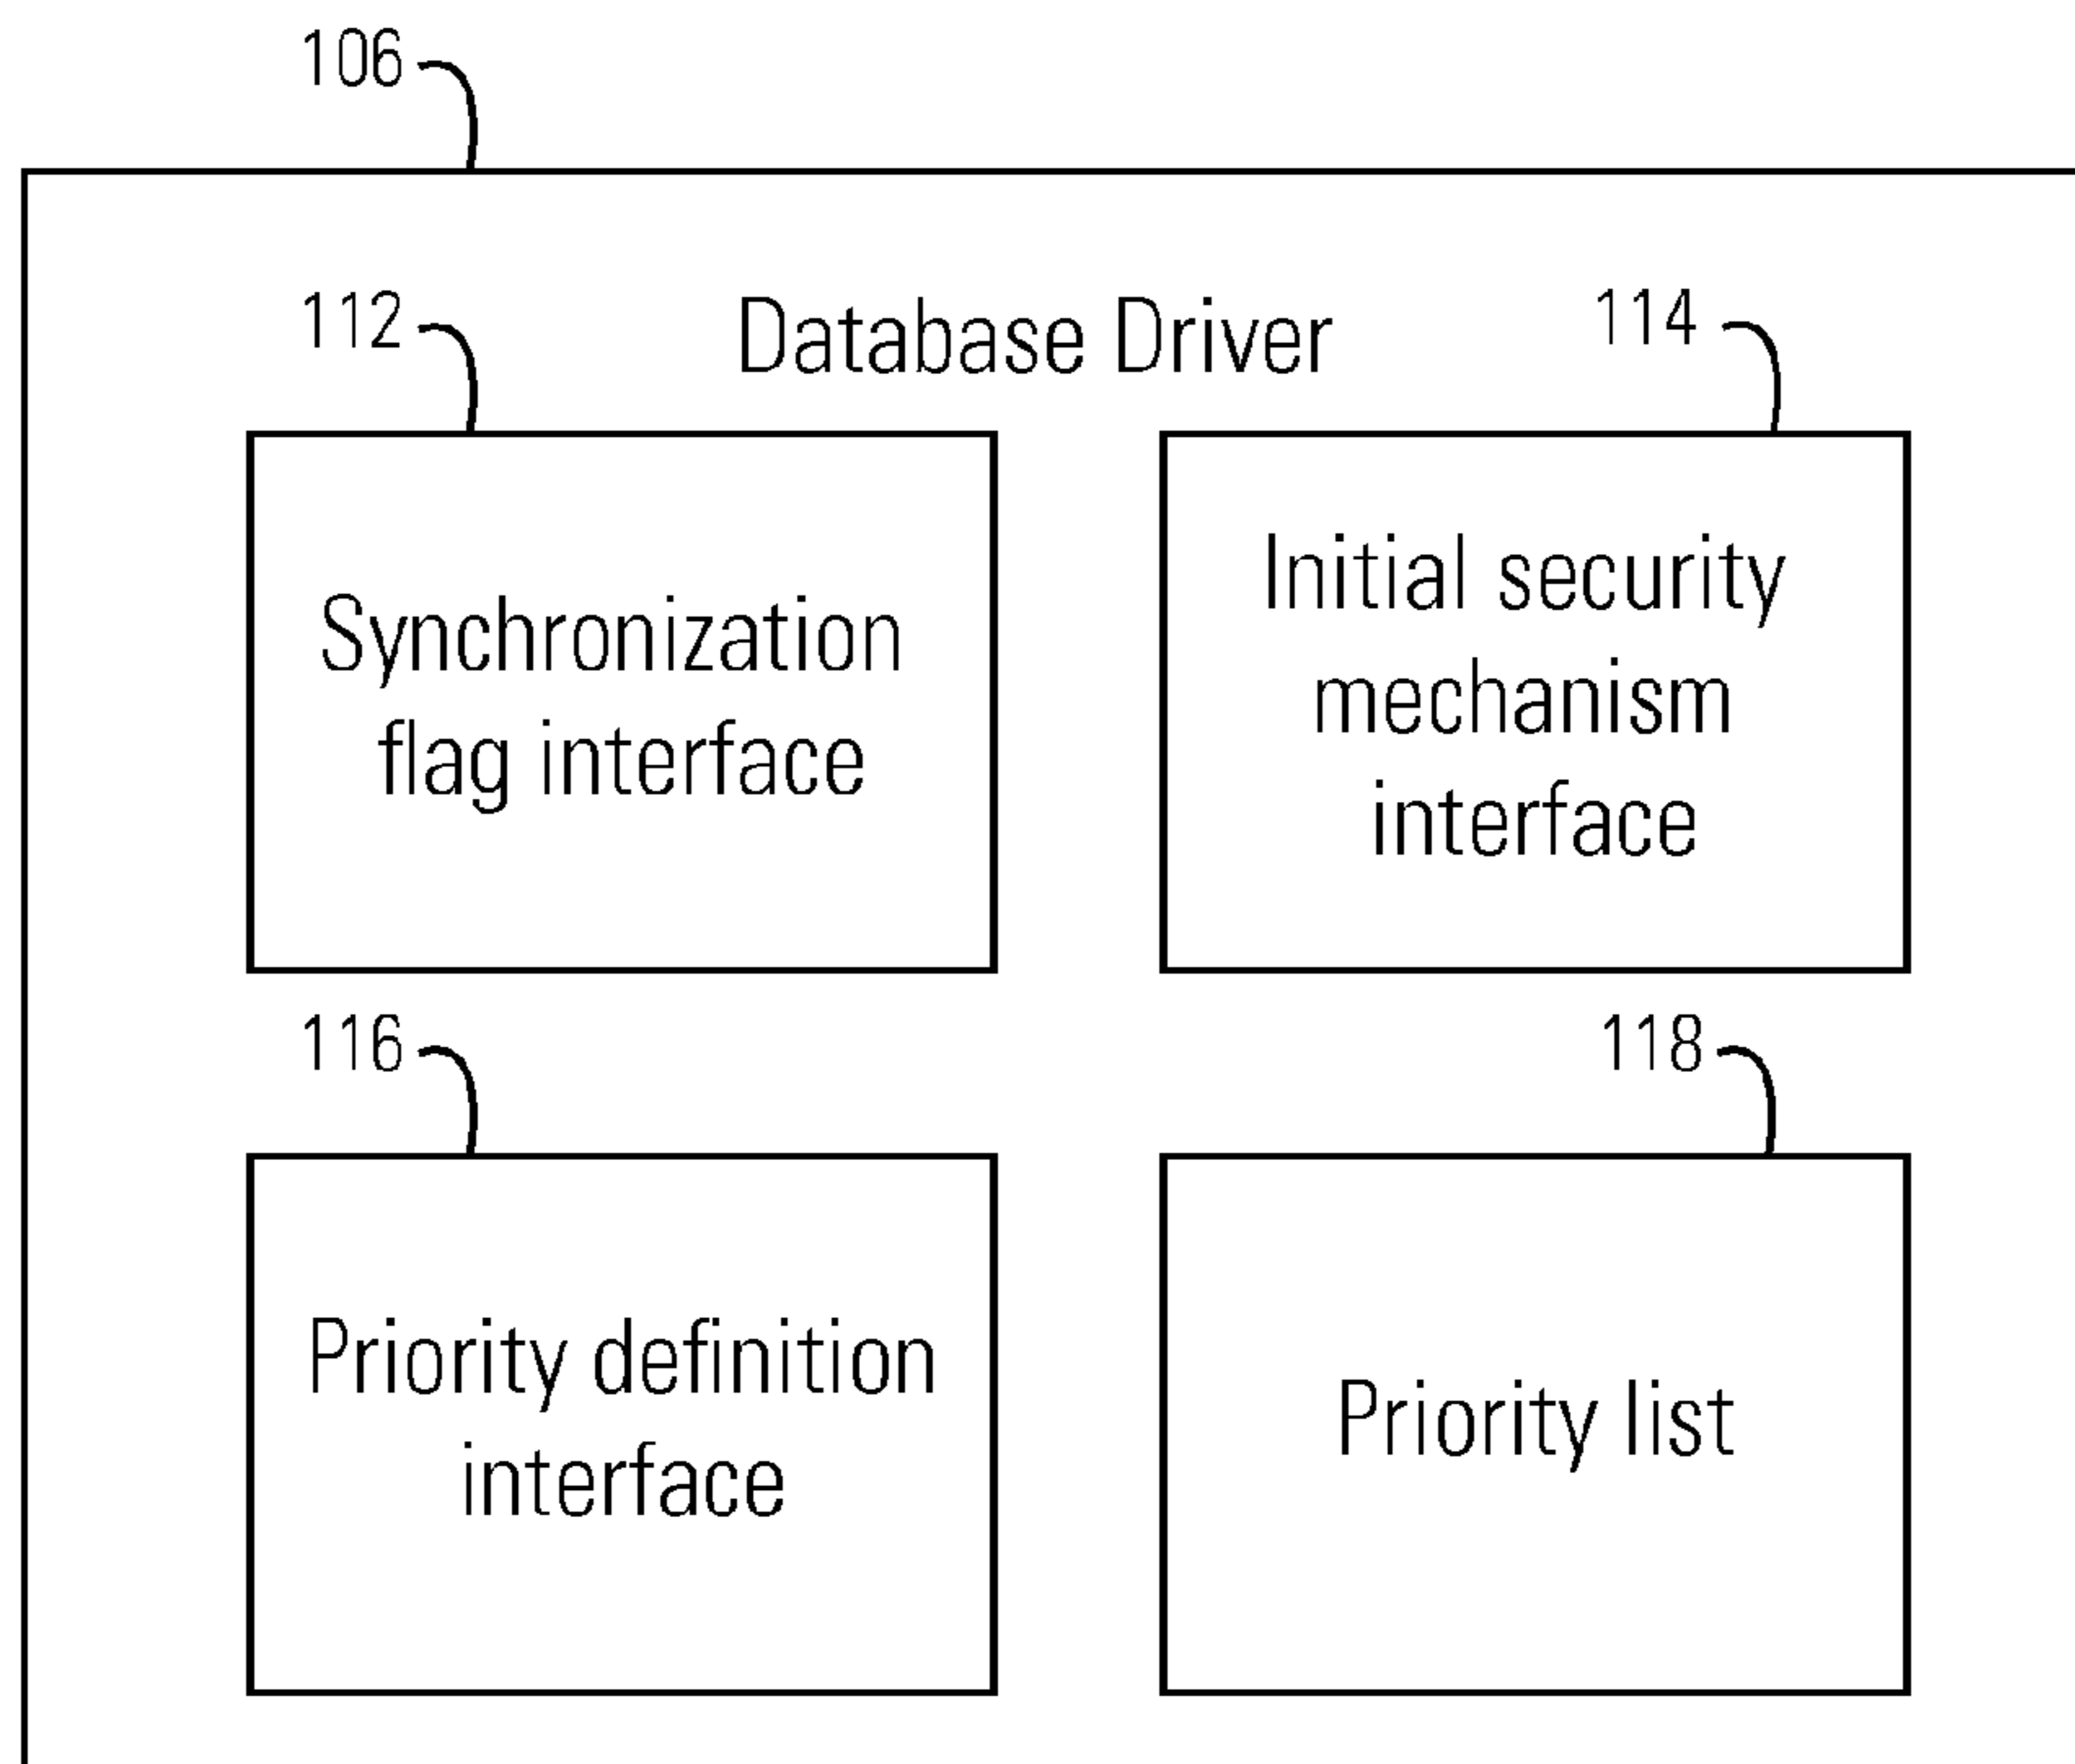 106
112
Database Driver
114
Synchronization
flag interface
Initial security
mechanism
interface
116
118
Priority definition
interface
Priority list